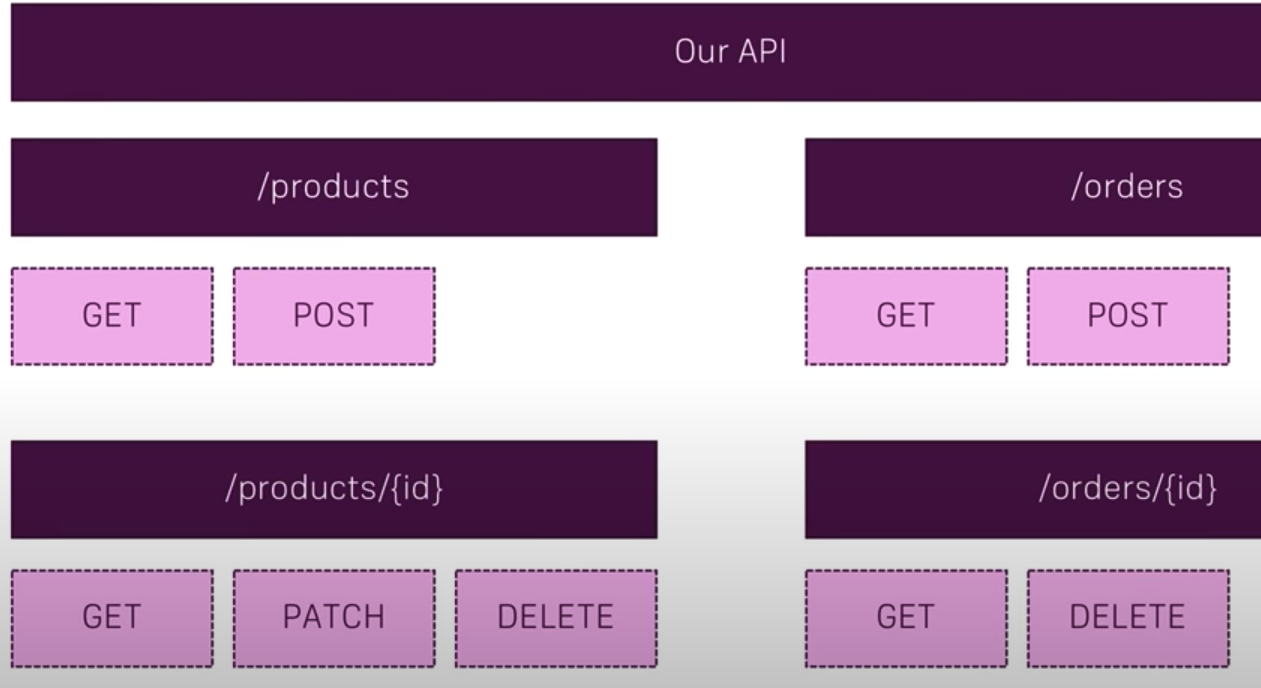 Our API
/products
/orders
GET POST
GET POST
/products/{id}
/orders/{id}
GET PATCH DELETE
GET DELETE